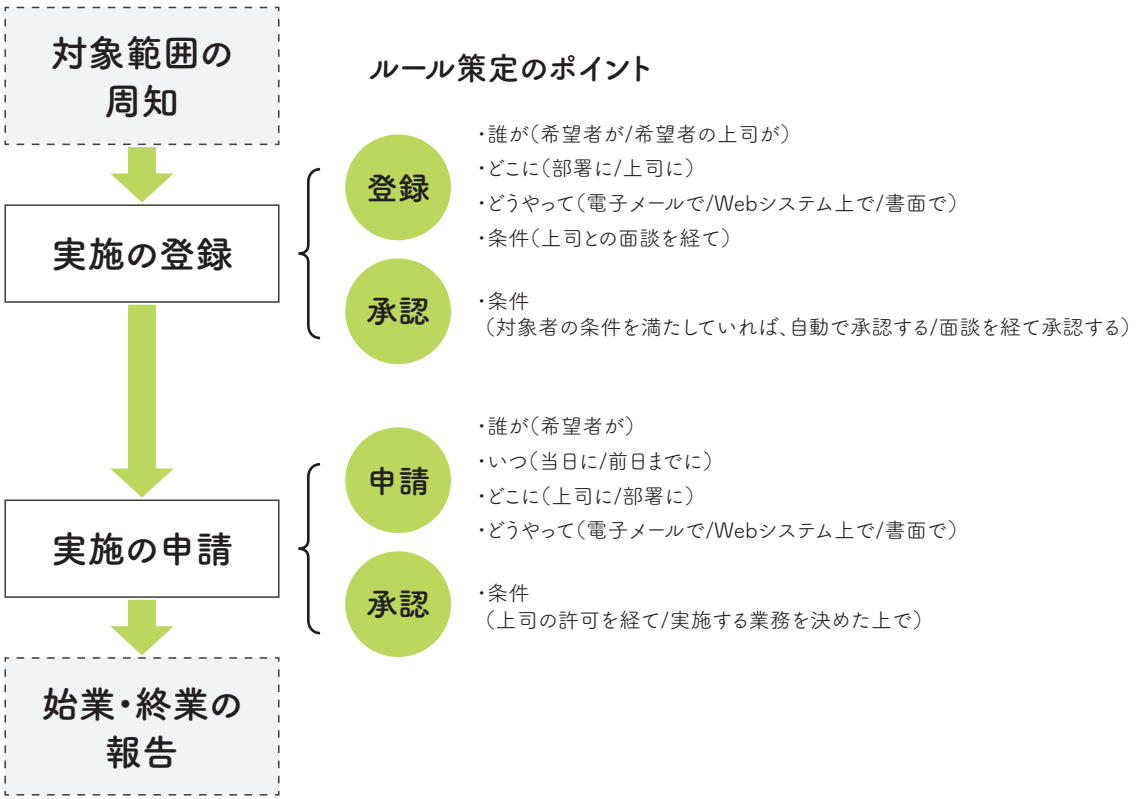 対象範囲の
周知
ルール策定のポイント
実施の登録
登録
・誰が（希望者が/希望者の上司が）
・どこに（部署に/上司に）
・どうやって（電子メールで/Webシステム上で/書面で）
・条件（上司との面談を経て）
承認
・条件
（対象者の条件を満たしていれば、自動で承認する/面談を経て承認する）
実施の申請
申請
・誰が（希望者が）
・いつ（当日に/前日までに）
・どこに（上司に/部署に）
・どうやって（電子メールで/Webシステム上で/書面で）
承認
・条件
（上司の許可を経て/実施する業務を決めた上で）
始業・終業の
報告